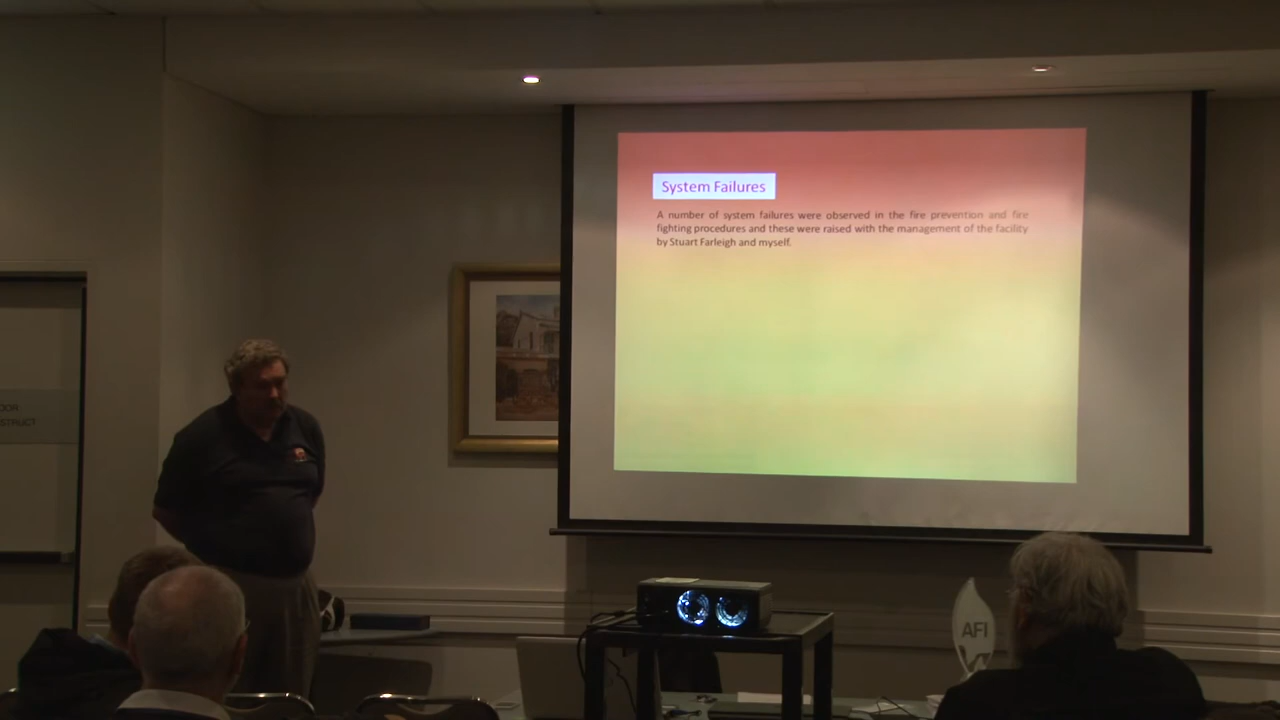 System Failures
A number of system failures were observed in the fire prevention and fire
fighting procedures and these were raised with the management of the facility
by Stuart Farleigh and myself.
STRUCT
AFI